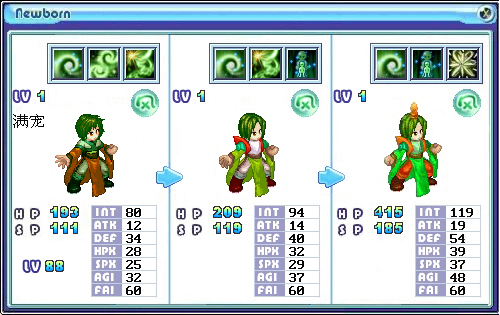 Newborn
LV 1
满宠
HP 193
SP 111
LV 88
INT 80
ATK 12
DEF 34
HPX 28
SPX 25
AGI 32
FAI 60
LV 1
HP 209
SP 119
INT 94
ATK 14
DEF 40
HPX 32
SPX 29
AGI 37
FAI 60
LV 1
HP 415
SP 185
INT 119
ATK 19
DEF 54
HPX 39
SPX 37
AGI 48
FAI 60